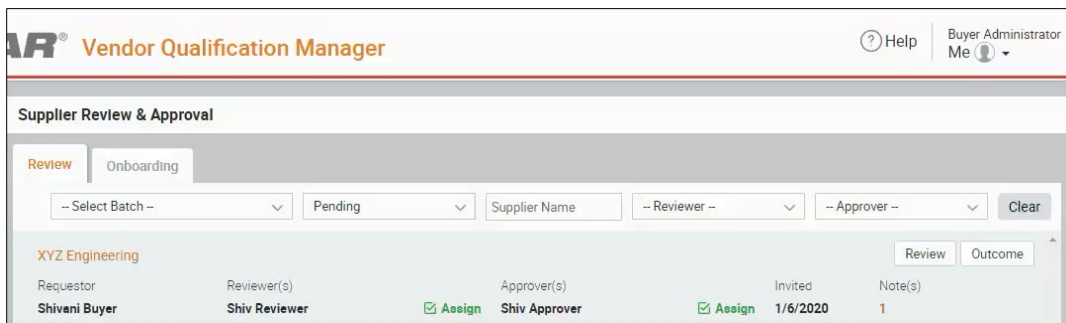 Vendor Qualification Manager
? Help
Buyer Administrator
Me
Supplier Review & Approval
Review
Onboarding
-- Select Batch --
Pending
Supplier Name
-- Reviewer --
-- Approver --
Clear
XYZ Engineering
Review
Outcome
Requestor
Reviewer(s)
Approver(s)
Invited
Note(s)
Shivani Buyer
Shiv Reviewer
Assign
Shiv Approver
Assign
1/6/2020
1